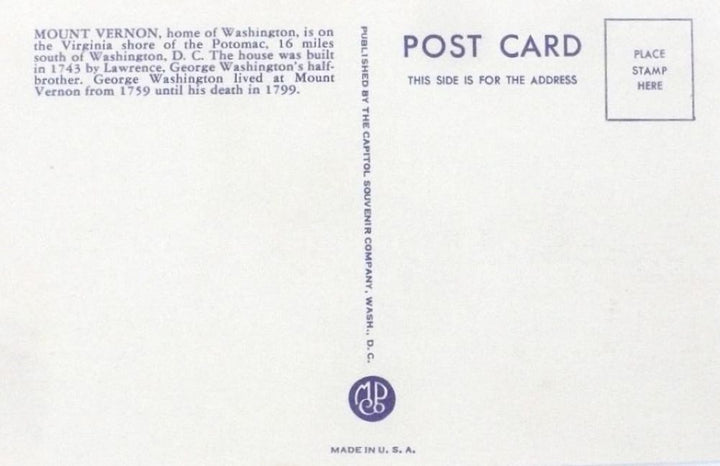 MOUNT VERNON, home of Washington, is on
the Virginia shore of the Potomac, 16 miles
south of Washington, D. C. The house was built
in 1743 by Lawrence, George Washington's half-
brother. George Washington lived at Mount
Vernon from 1759 until his death in 1799.
PUBLISHED BY THE CAPITOL SOUVENIR COMPANY, WASH., D. C.
POST CARD
THIS SIDE IS FOR THE ADDRESS
PLACE
STAMP
HERE
MPCo
MADE IN U. S. A.